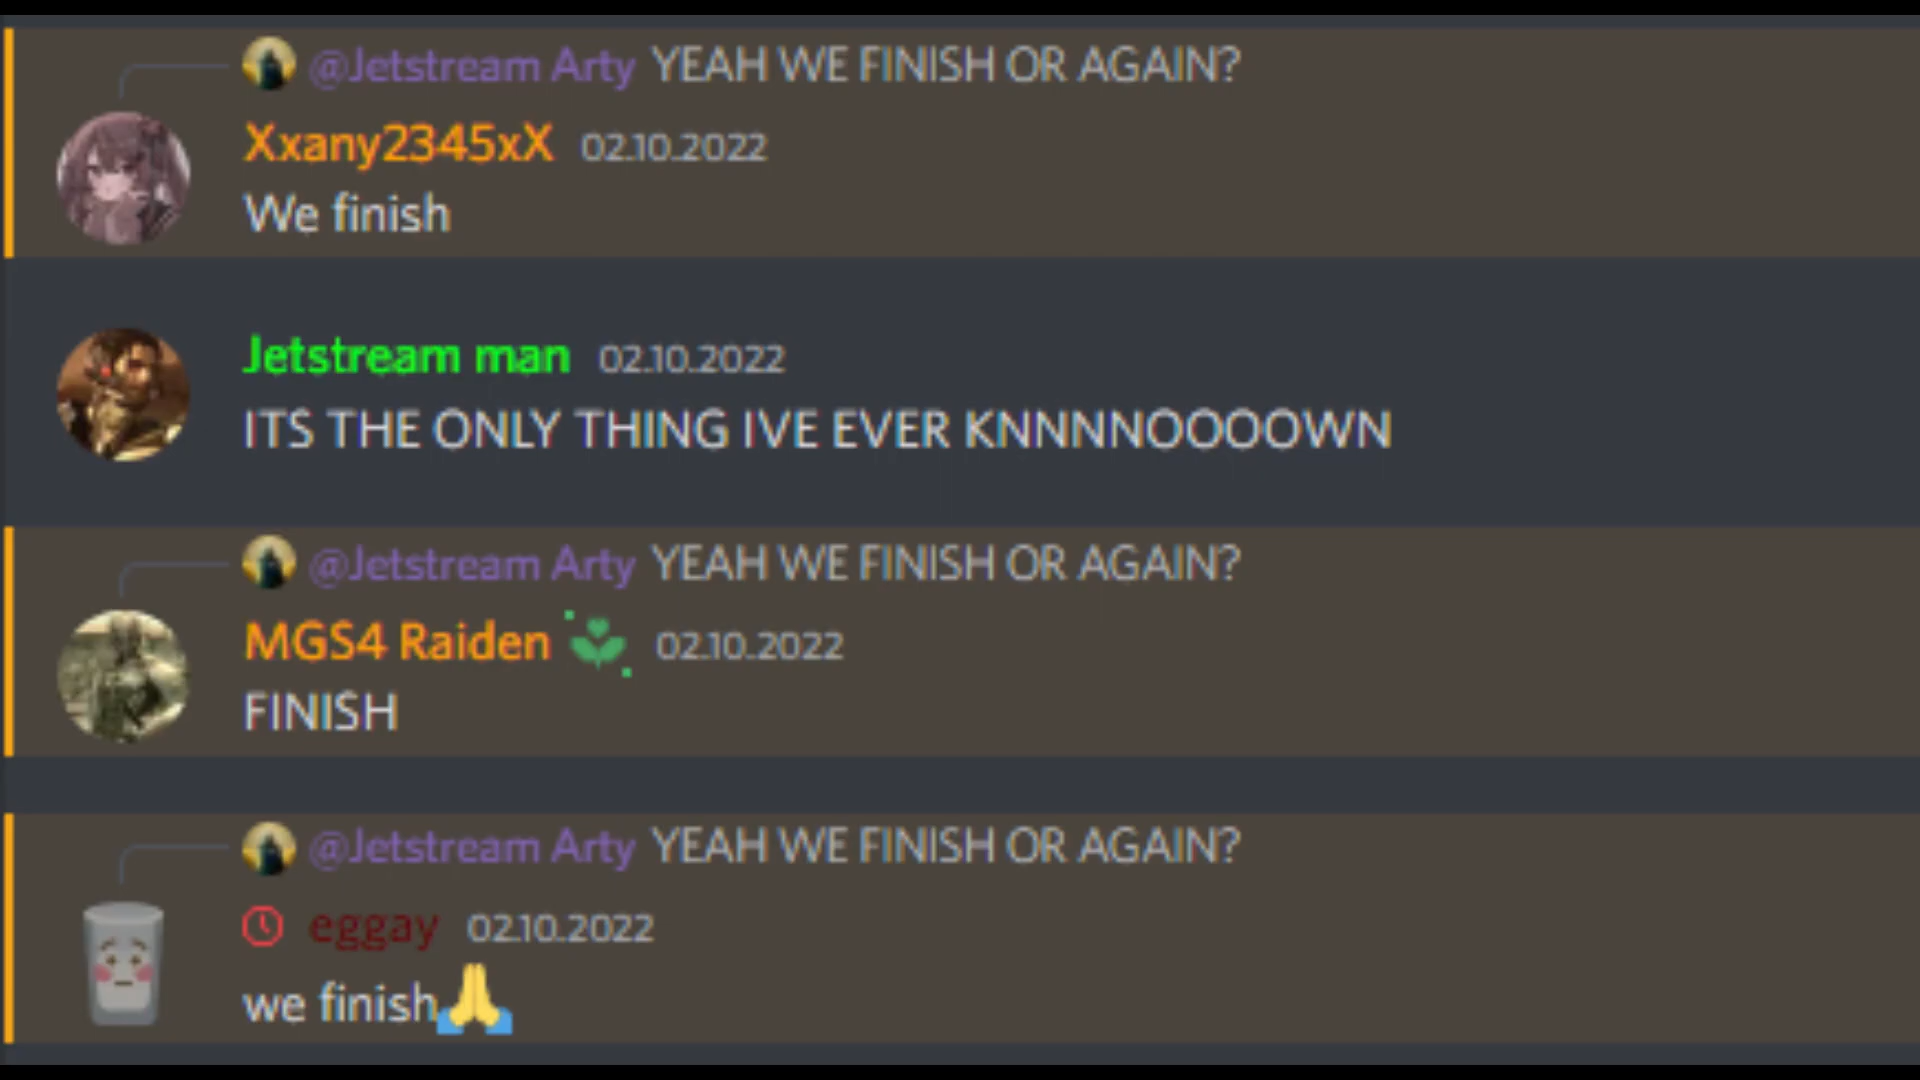 @Jetstream Arty YEAH WE FINISH OR AGAIN?
Xxany2345xX 02.10.2022
We finish
Jetstream man 02.10.2022
ITS THE ONLY THING IVE EVER KNNNNOOOOWN
@Jetstream Arty YEAH WE FINISH OR AGAIN?
MGS4 Raiden 02.10.2022
FINISH
@Jetstream Arty YEAH WE FINISH OR AGAIN?
eggay 02.10.2022
we finish🙏